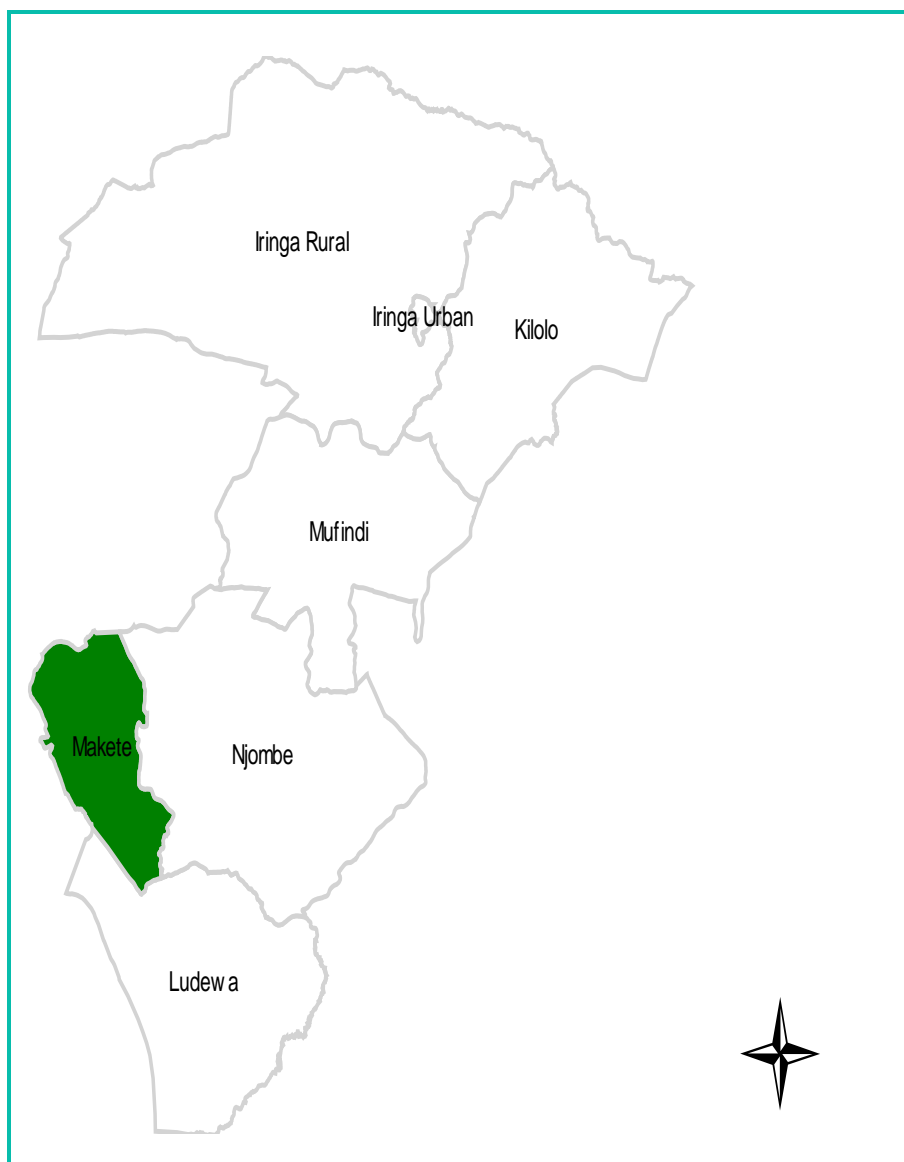 Iringa Rural
Iringa Urban
Kilolo
Mufindi
Makete
Njombe
Ludewa